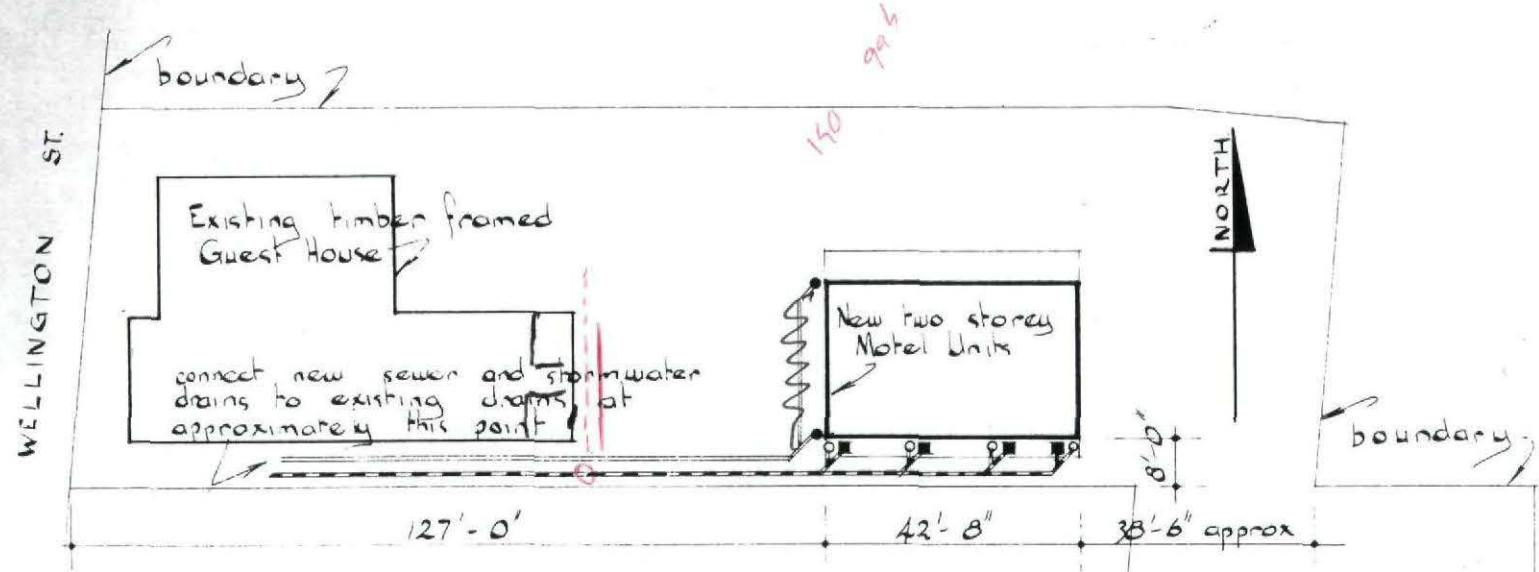 boundary
WELLINGTON ST.
Existing timber framed
Guest House
connect new sewer and stormwater
drains to existing drains at
approximately this point
New two storey
Motel Units
NORTH
boundary
8'-0"
127'-0"
42'-8"
38'-6" approx